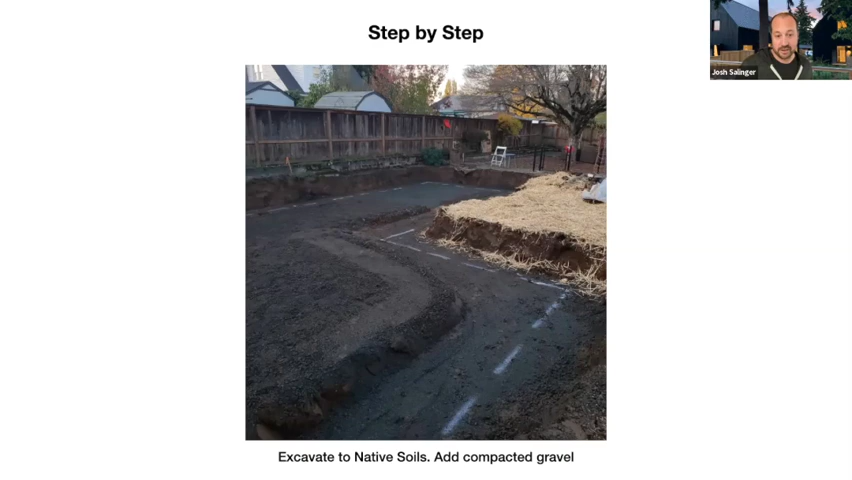 Step by Step
Josh Salinger
Excavate to Native Soils. Add compacted gravel